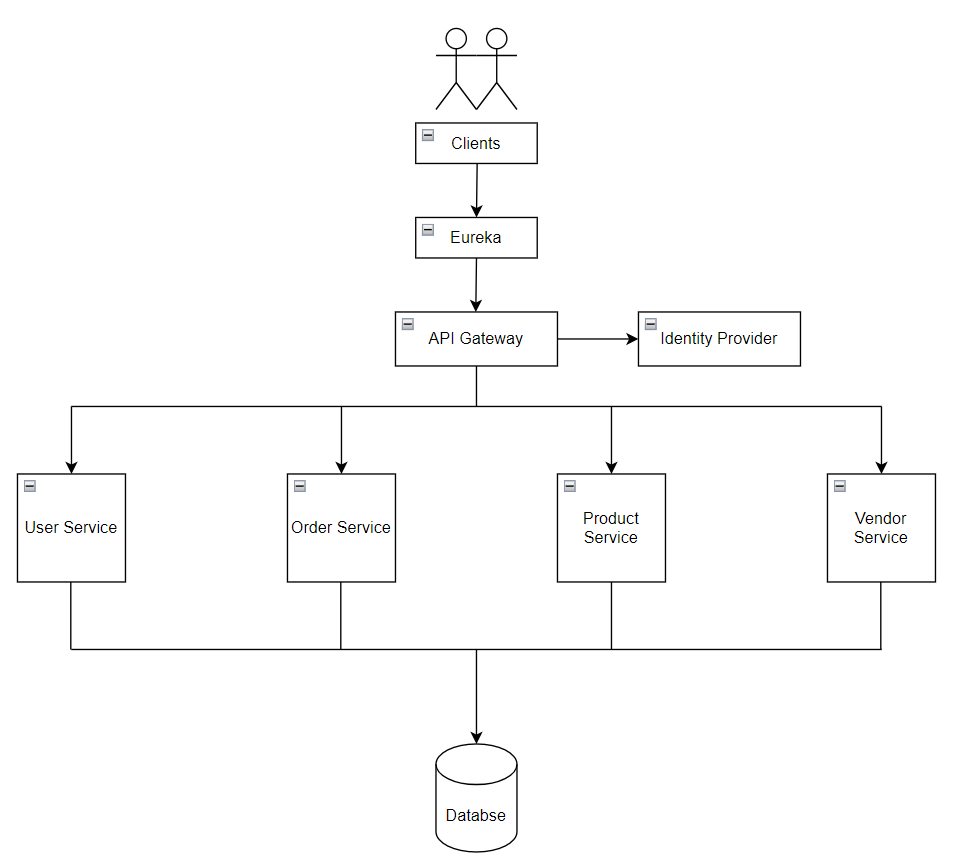 Clients
Eureka
API Gateway
Identity Provider
User Service
Order Service
Product
Service
Vendor
Service
Databse